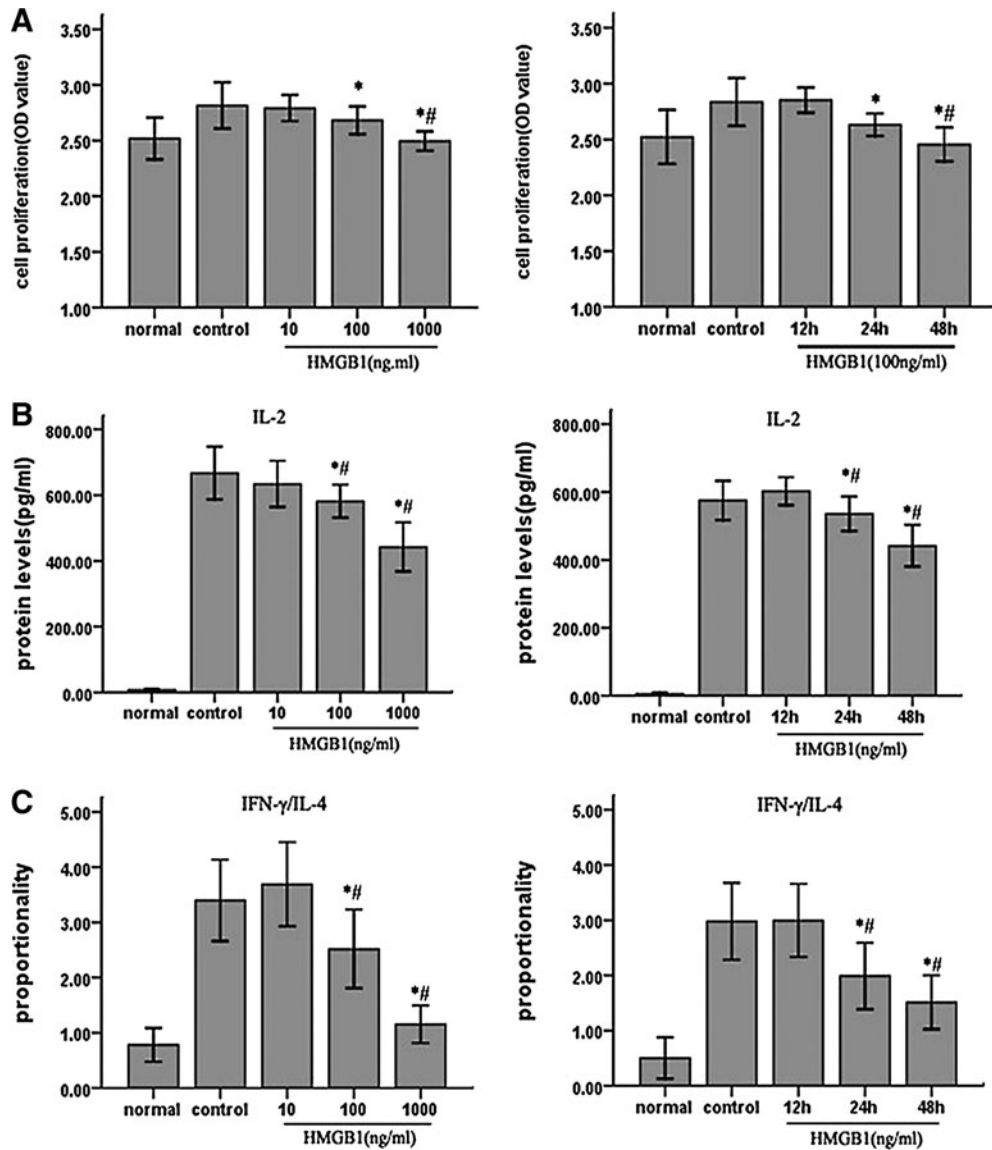 A
cell proliferation(OD value)
3.50
3.00
2.50
2.00
1.50
1.00
*
*#
normal control 10 100 1000
HMGB1(ng.ml)
cell proliferation(OD value)
3.50
3.00
2.50
2.00
1.50
1.00
*
*#
normal control 12h 24h 48h
HMGB1(100ng/ml)
B
IL-2
protein levels(pg/ml)
800.00
600.00
400.00
200.00
0.00
*#
*#
normal control 10 100 1000
HMGB1(ng/ml)
IL-2
protein levels(pg/ml)
800.00
600.00
400.00
200.00
0.00
*#
*#
normal control 12h 24h 48h
HMGB1(ng/ml)
C
IFN-γ/IL-4
proportionality
5.00
4.00
3.00
2.00
1.00
0.00
*#
*#
normal control 10 100 1000
HMGB1(ng/ml)
IFN-γ/IL-4
proportionality
5.00
4.00
3.00
2.00
1.00
0.00
*#
*#
normal control 12h 24h 48h
HMGB1(ng/ml)